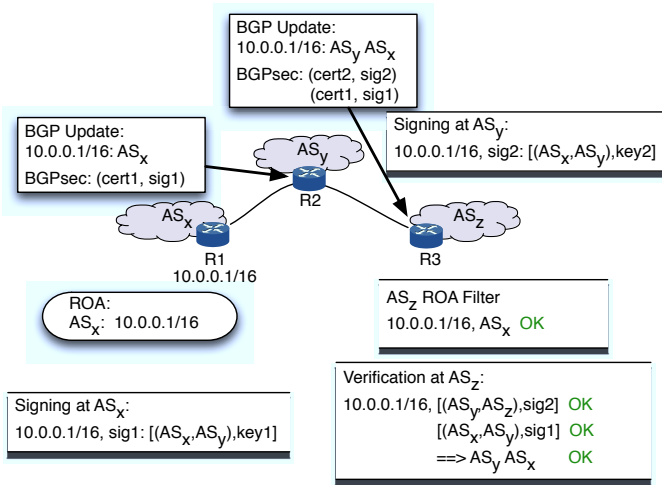 BGP Update:
10.0.0.1/16: ASy ASx
BGPsec: (cert2, sig2)
(cert1, sig1)
BGP Update:
10.0.0.1/16: ASx
BGPsec: (cert1, sig1)
Signing at ASy:
10.0.0.1/16, sig2: [(ASx,ASy),key2]
ASy
R2
ASx
R1
10.0.0.1/16
ASz
R3
ROA:
ASx: 10.0.0.1/16
ASz ROA Filter
10.0.0.1/16, ASx OK
Signing at ASx:
10.0.0.1/16, sig1: [(ASx,ASy),key1]
Verification at ASz:
10.0.0.1/16, [(ASy,ASz),sig2] OK
[(ASx,ASy),sig1] OK
==> ASy ASx OK